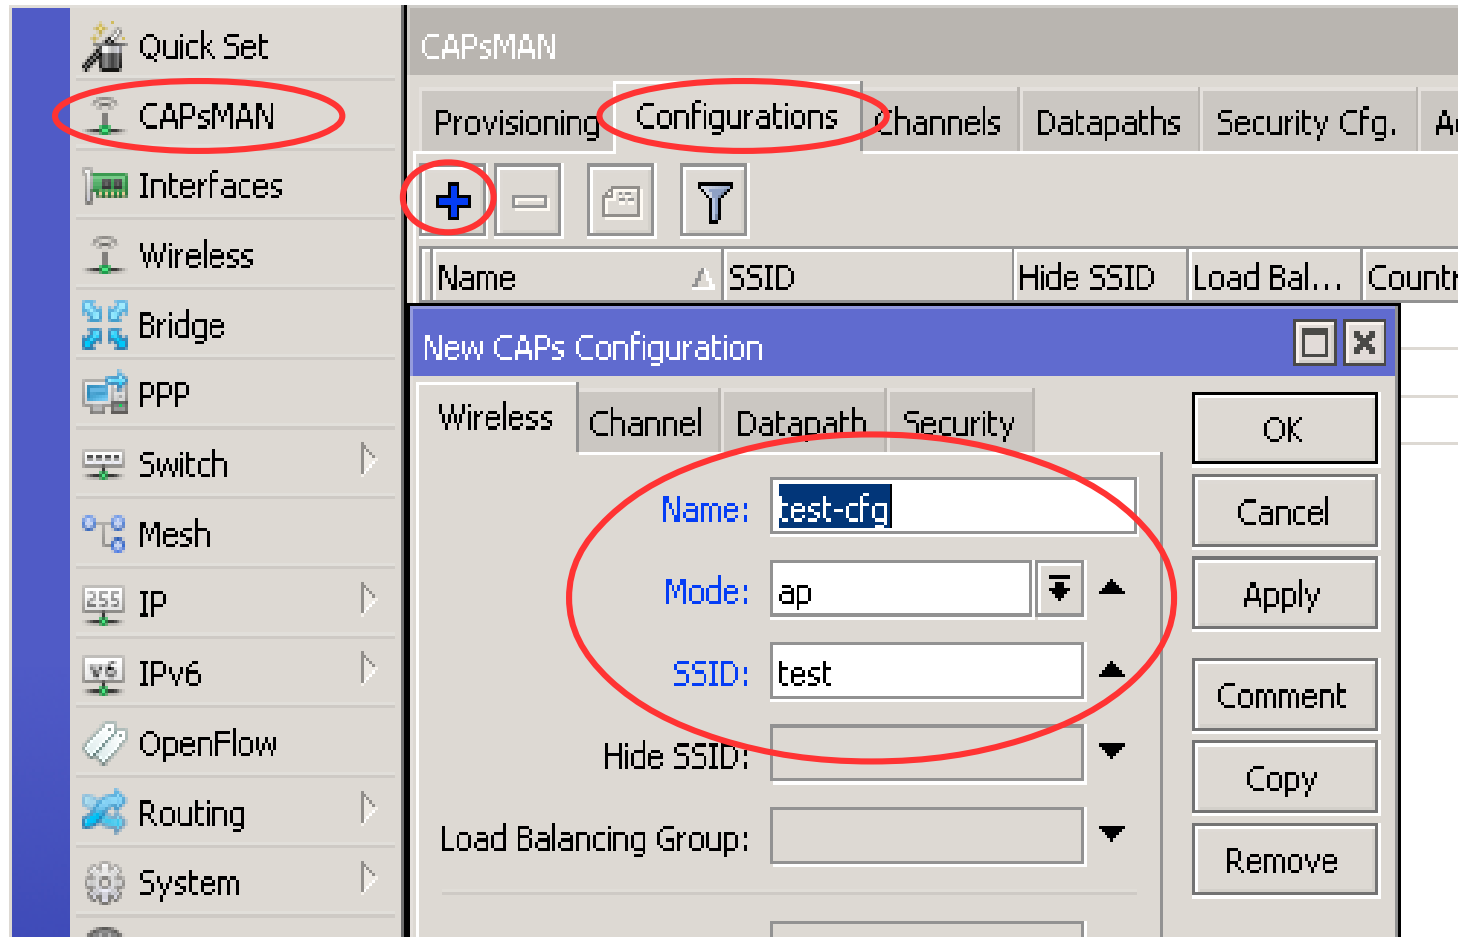 Quick Set
CAPsMAN
Interfaces
Wireless
Bridge
PPP
Switch
Mesh
255 IP
v6 IPv6
OpenFlow
Routing
System
CAPsMAN
Provisioning Configurations Channels Datapaths Security Cfg.
Name SSID Hide SSID Load Bal...
New CAPs Configuration
Wireless Channel Datapath Security
Name: test-cfg
Mode: ap
SSID: test
Hide SSID:
Load Balancing Group:
OK
Cancel
Apply
Comment
Copy
Remove